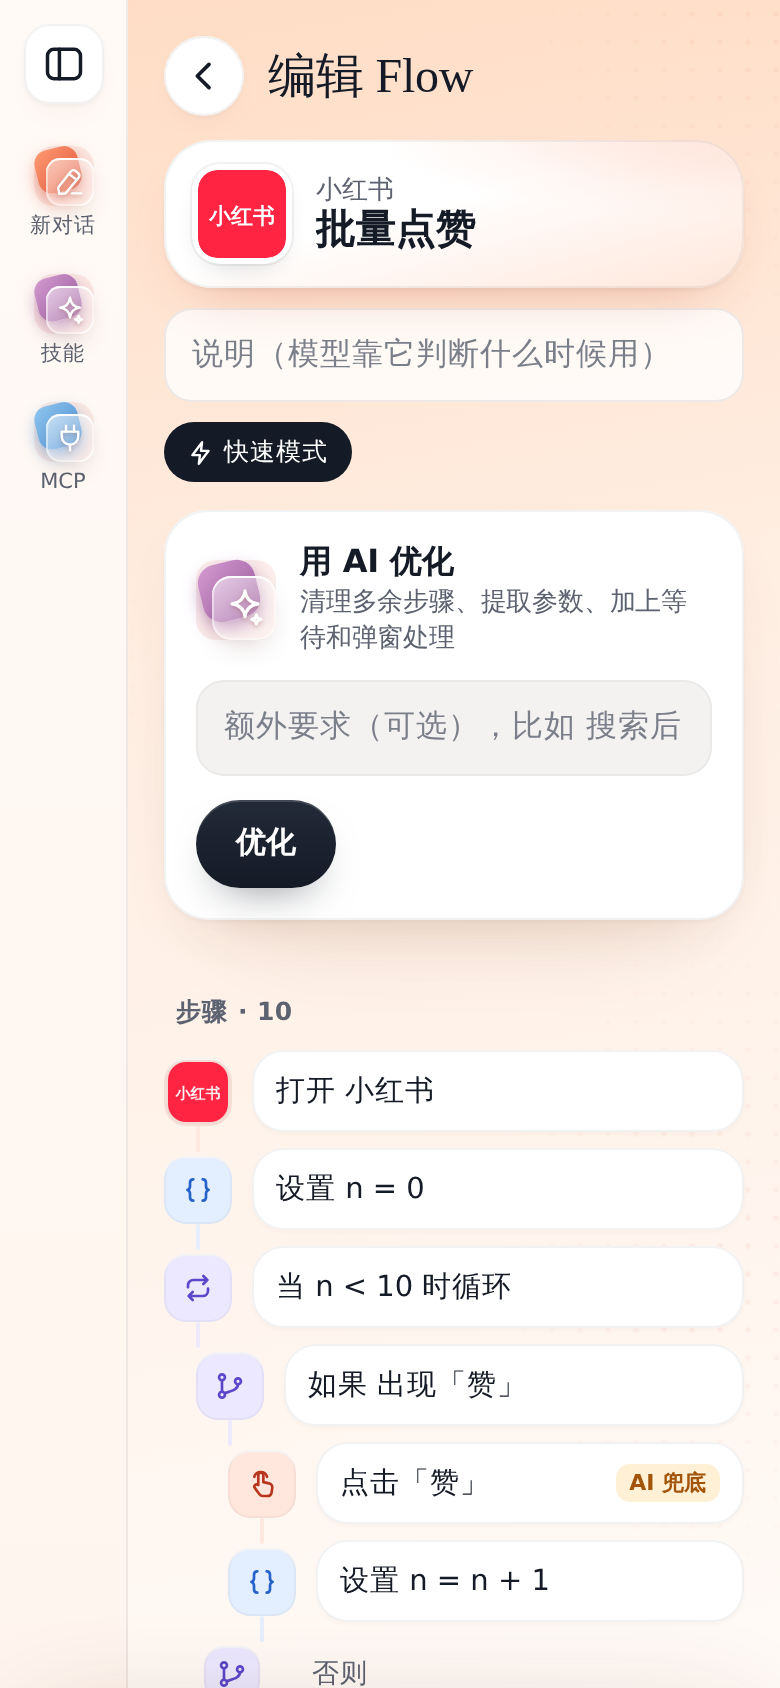 编辑 Flow
新对话
技能
MCP
小红书
小红书
批量点赞
说明（模型靠它判断什么时候用）
快速模式
用 AI 优化
清理多余步骤、提取参数、加上等
待和弹窗处理
额外要求（可选），比如 搜索后
优化
步骤 · 10
小红书
打开 小红书
{ }
设置 n = 0
当 n < 10 时循环
如果 出现「赞」
点击「赞」
AI 兜底
{ }
设置 n = n + 1
否则